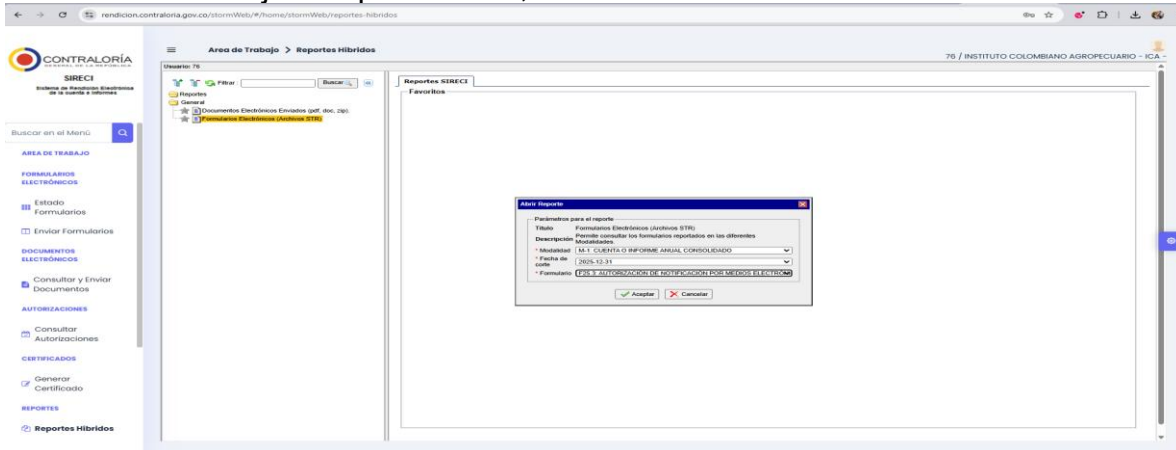 rendicion.contraloria.gov.co/stormWeb/#/home/stormWeb/reportes-hibridos
CONTRALORÍA
GENERAL DE LA REPÚBLICA
SIRECI
Sistema de Rendición Electrónica
de la cuenta e informes
Buscar en el Menú
AREA DE TRABAJO
FORMULARIOS
ELECTRÓNICOS
Estado
Formularios
Enviar Formularios
DOCUMENTOS
ELECTRÓNICOS
Consultar y Enviar
Documentos
AUTORIZACIONES
Consultar
Autorizaciones
CERTIFICADOS
Generar
Certificado
REPORTES
Reportes Híbridos
Area de Trabajo > Reportes Híbridos
76 / INSTITUTO COLOMBIANO AGROPECUARIO - ICA -
Usuario: 76
Filtrar: Buscar
Reportes
General
Documentos Electrónicos Enviados (pdf, doc, zip).
Formularios Electrónicos (Archivos STR)
Reportes SIRECI
Favoritos
Abrir Reporte
Parámetros para el reporte
Título Formularios Electrónicos (Archivos STR)
Descripción Permite consultar los formularios reportados en las diferentes
Modalidades.
* Modalidad M-1: CUENTA O INFORME ANUAL CONSOLIDADO
* Fecha de
corte 2025-12-31
* Formulario F25.3: AUTORIZACIÓN DE NOTIFICACIÓN POR MEDIOS ELECTRÓN
Aceptar Cancelar